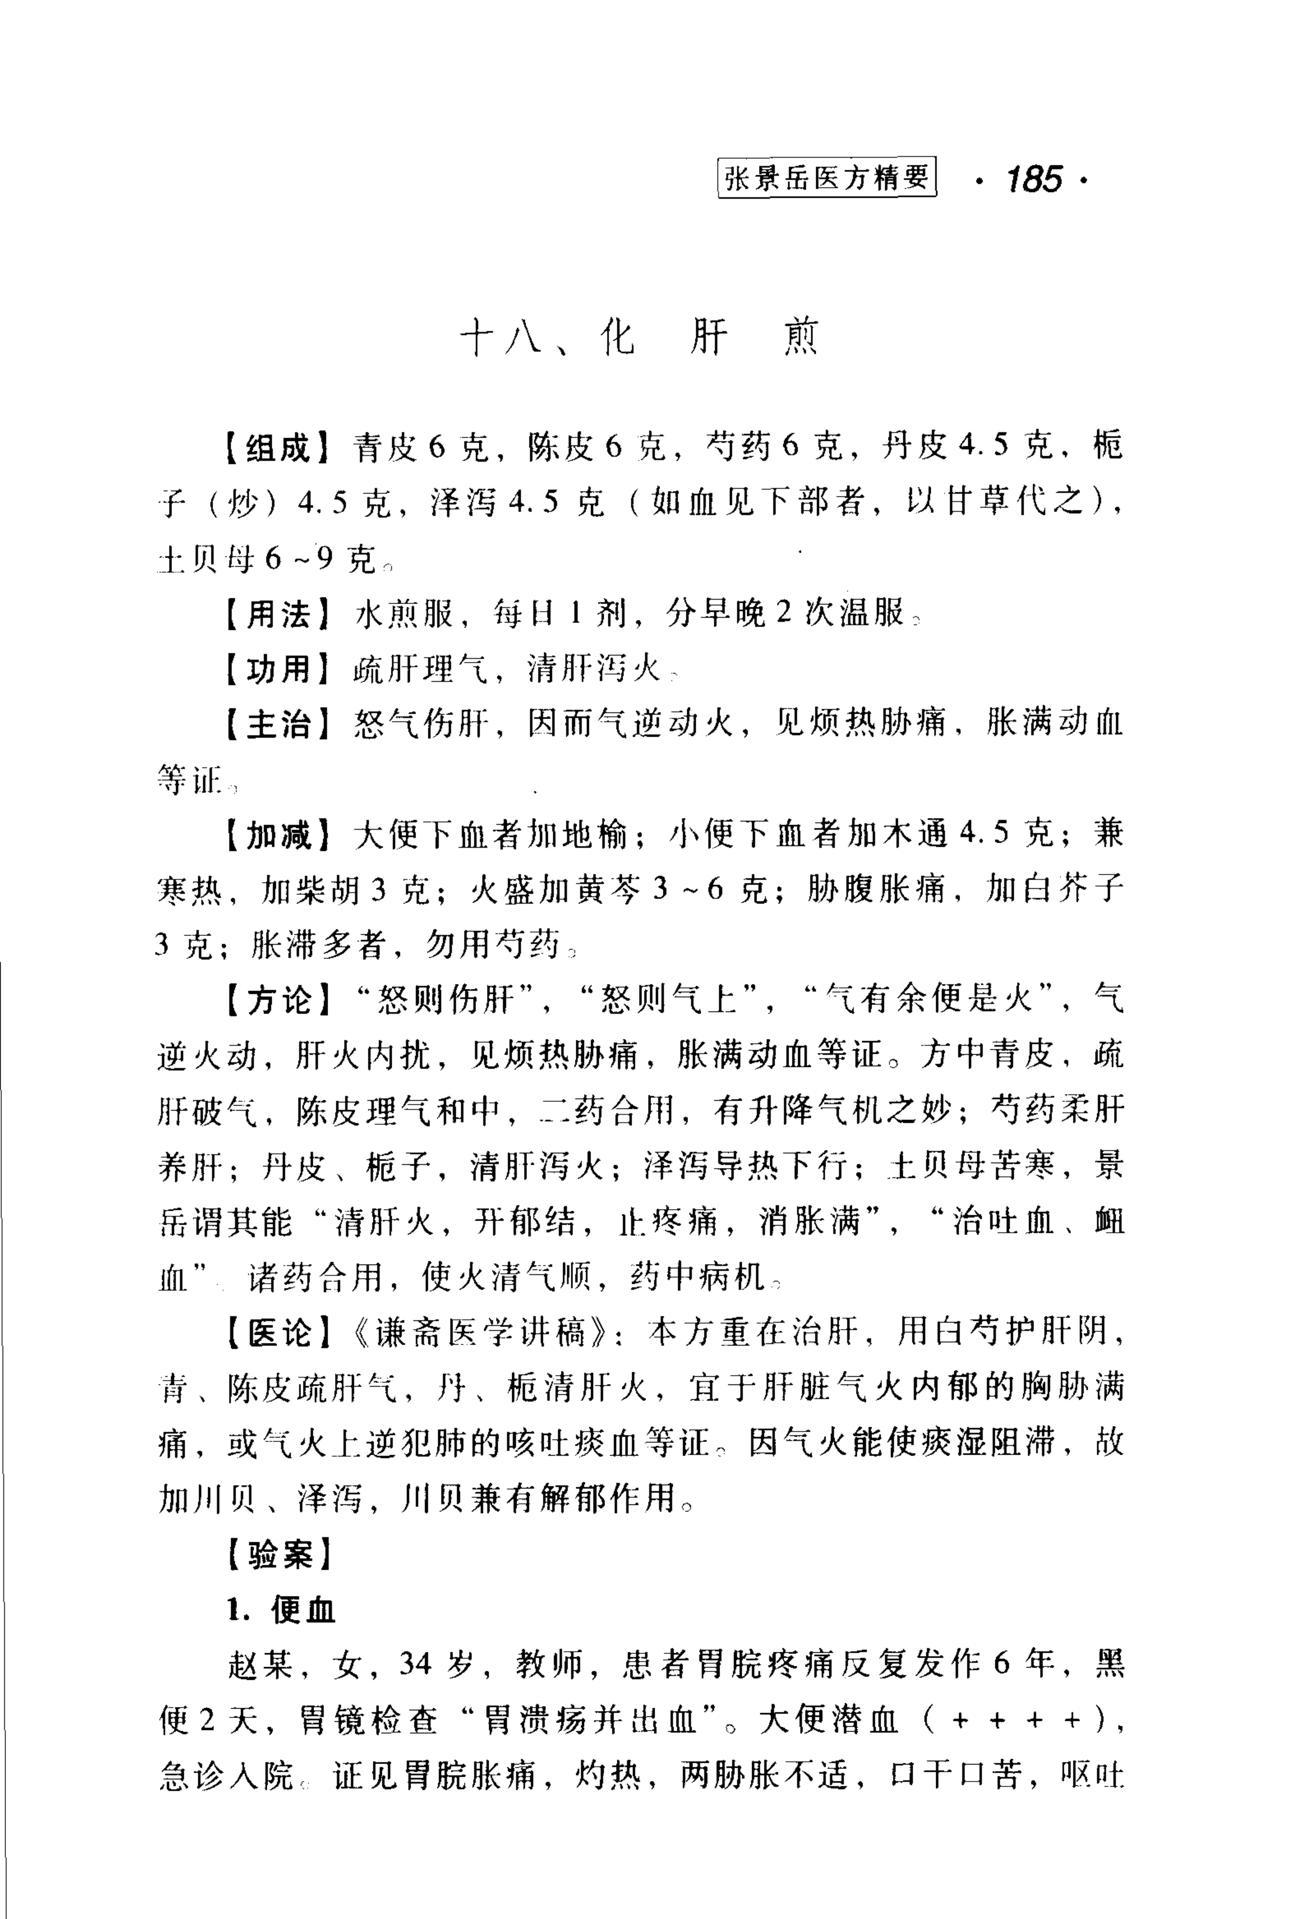 张景岳医方精要 · 185 ·
十八、化 肝 煎
【组成】青皮6克，陈皮6克，芍药6克，丹皮4.5克，栀
子（炒）4.5克，泽泻4.5克（如血见下部者，以甘草代之），
土贝母6~9克。
【用法】水煎服，每日1剂，分早晚2次温服。
【功用】疏肝理气，清肝泻火。
【主治】怒气伤肝，因而气逆动火，见烦热胁痛，胀满动血
等证。
【加减】大便下血者加地榆；小便下血者加木通4.5克；兼
寒热，加柴胡3克；火盛加黄芩3~6克；胁腹胀痛，加白芥子
3克；胀滞多者，勿用芍药。
【方论】“怒则伤肝”，“怒则气上”，“气有余便是火”，气
逆火动，肝火内扰，见烦热胁痛，胀满动血等证。方中青皮，疏
肝破气，陈皮理气和中，二药合用，有升降气机之妙；芍药柔肝
养肝；丹皮、栀子，清肝泻火；泽泻导热下行；土贝母苦寒，景
岳谓其能“清肝火，开郁结，止疼痛，消胀满”，“治吐血、衄
血”。诸药合用，使火清气顺，药中病机。
【医论】《谦斋医学讲稿》：本方重在治肝，用白芍护肝阴，
青、陈皮疏肝气，丹、栀清肝火，宜于肝脏气火内郁的胸胁满
痛，或气火上逆犯肺的咳吐痰血等证。因气火能使痰湿阻滞，故
加川贝、泽泻，川贝兼有解郁作用。
【验案】
1. 便血
赵某，女，34岁，教师，患者胃脘疼痛反复发作6年，黑
便2天，胃镜检查“胃溃疡并出血”。大便潜血（++++），
急诊入院。证见胃脘胀痛，灼热，两胁胀不适，口干口苦，呕吐